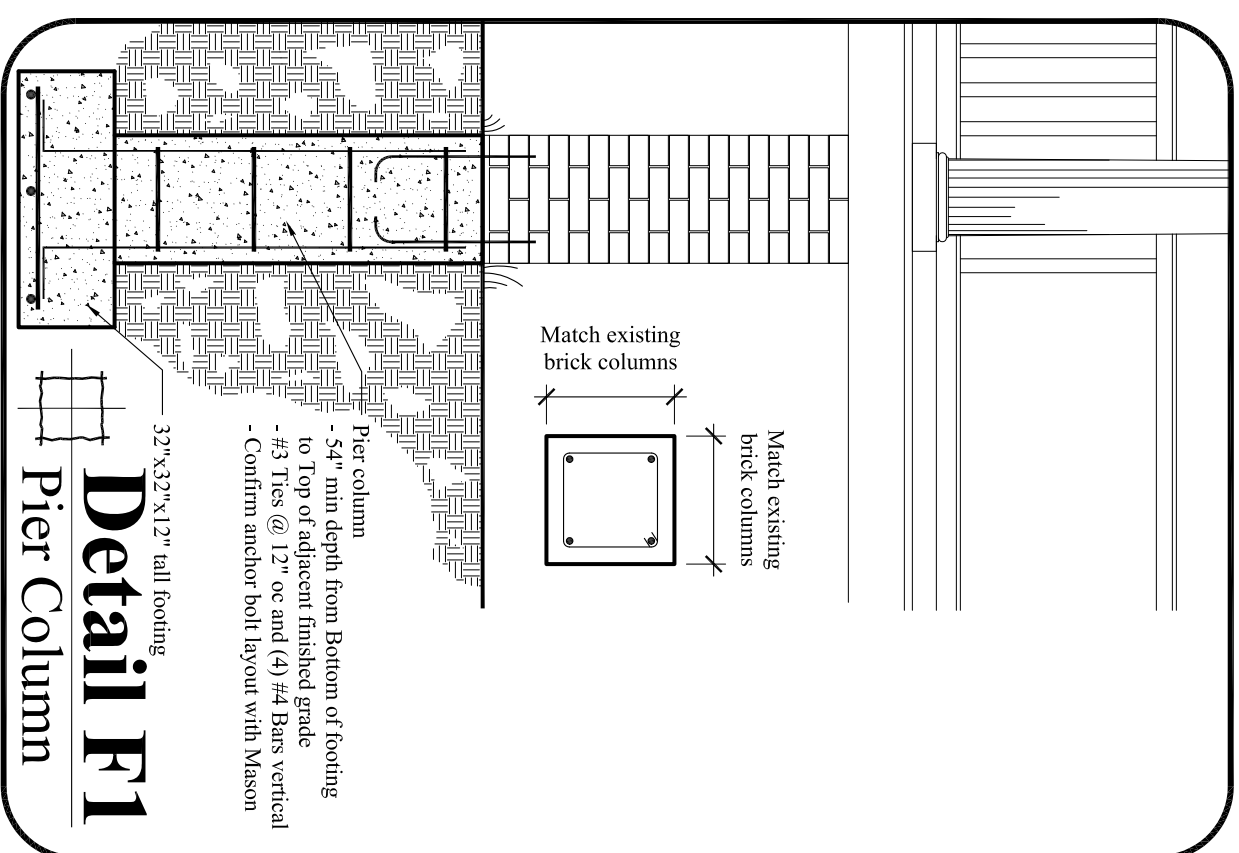 Match existing
brick columns
Match existing
brick columns
Pier column
- 54" min depth from Bottom of footing
to Top of adjacent finished grade
- #3 Ties @ 12" oc and (4) #4 Bars vertical
- Confirm anchor bolt layout with Mason
32"x32"x12" tall footing
Detail F1
Pier Column